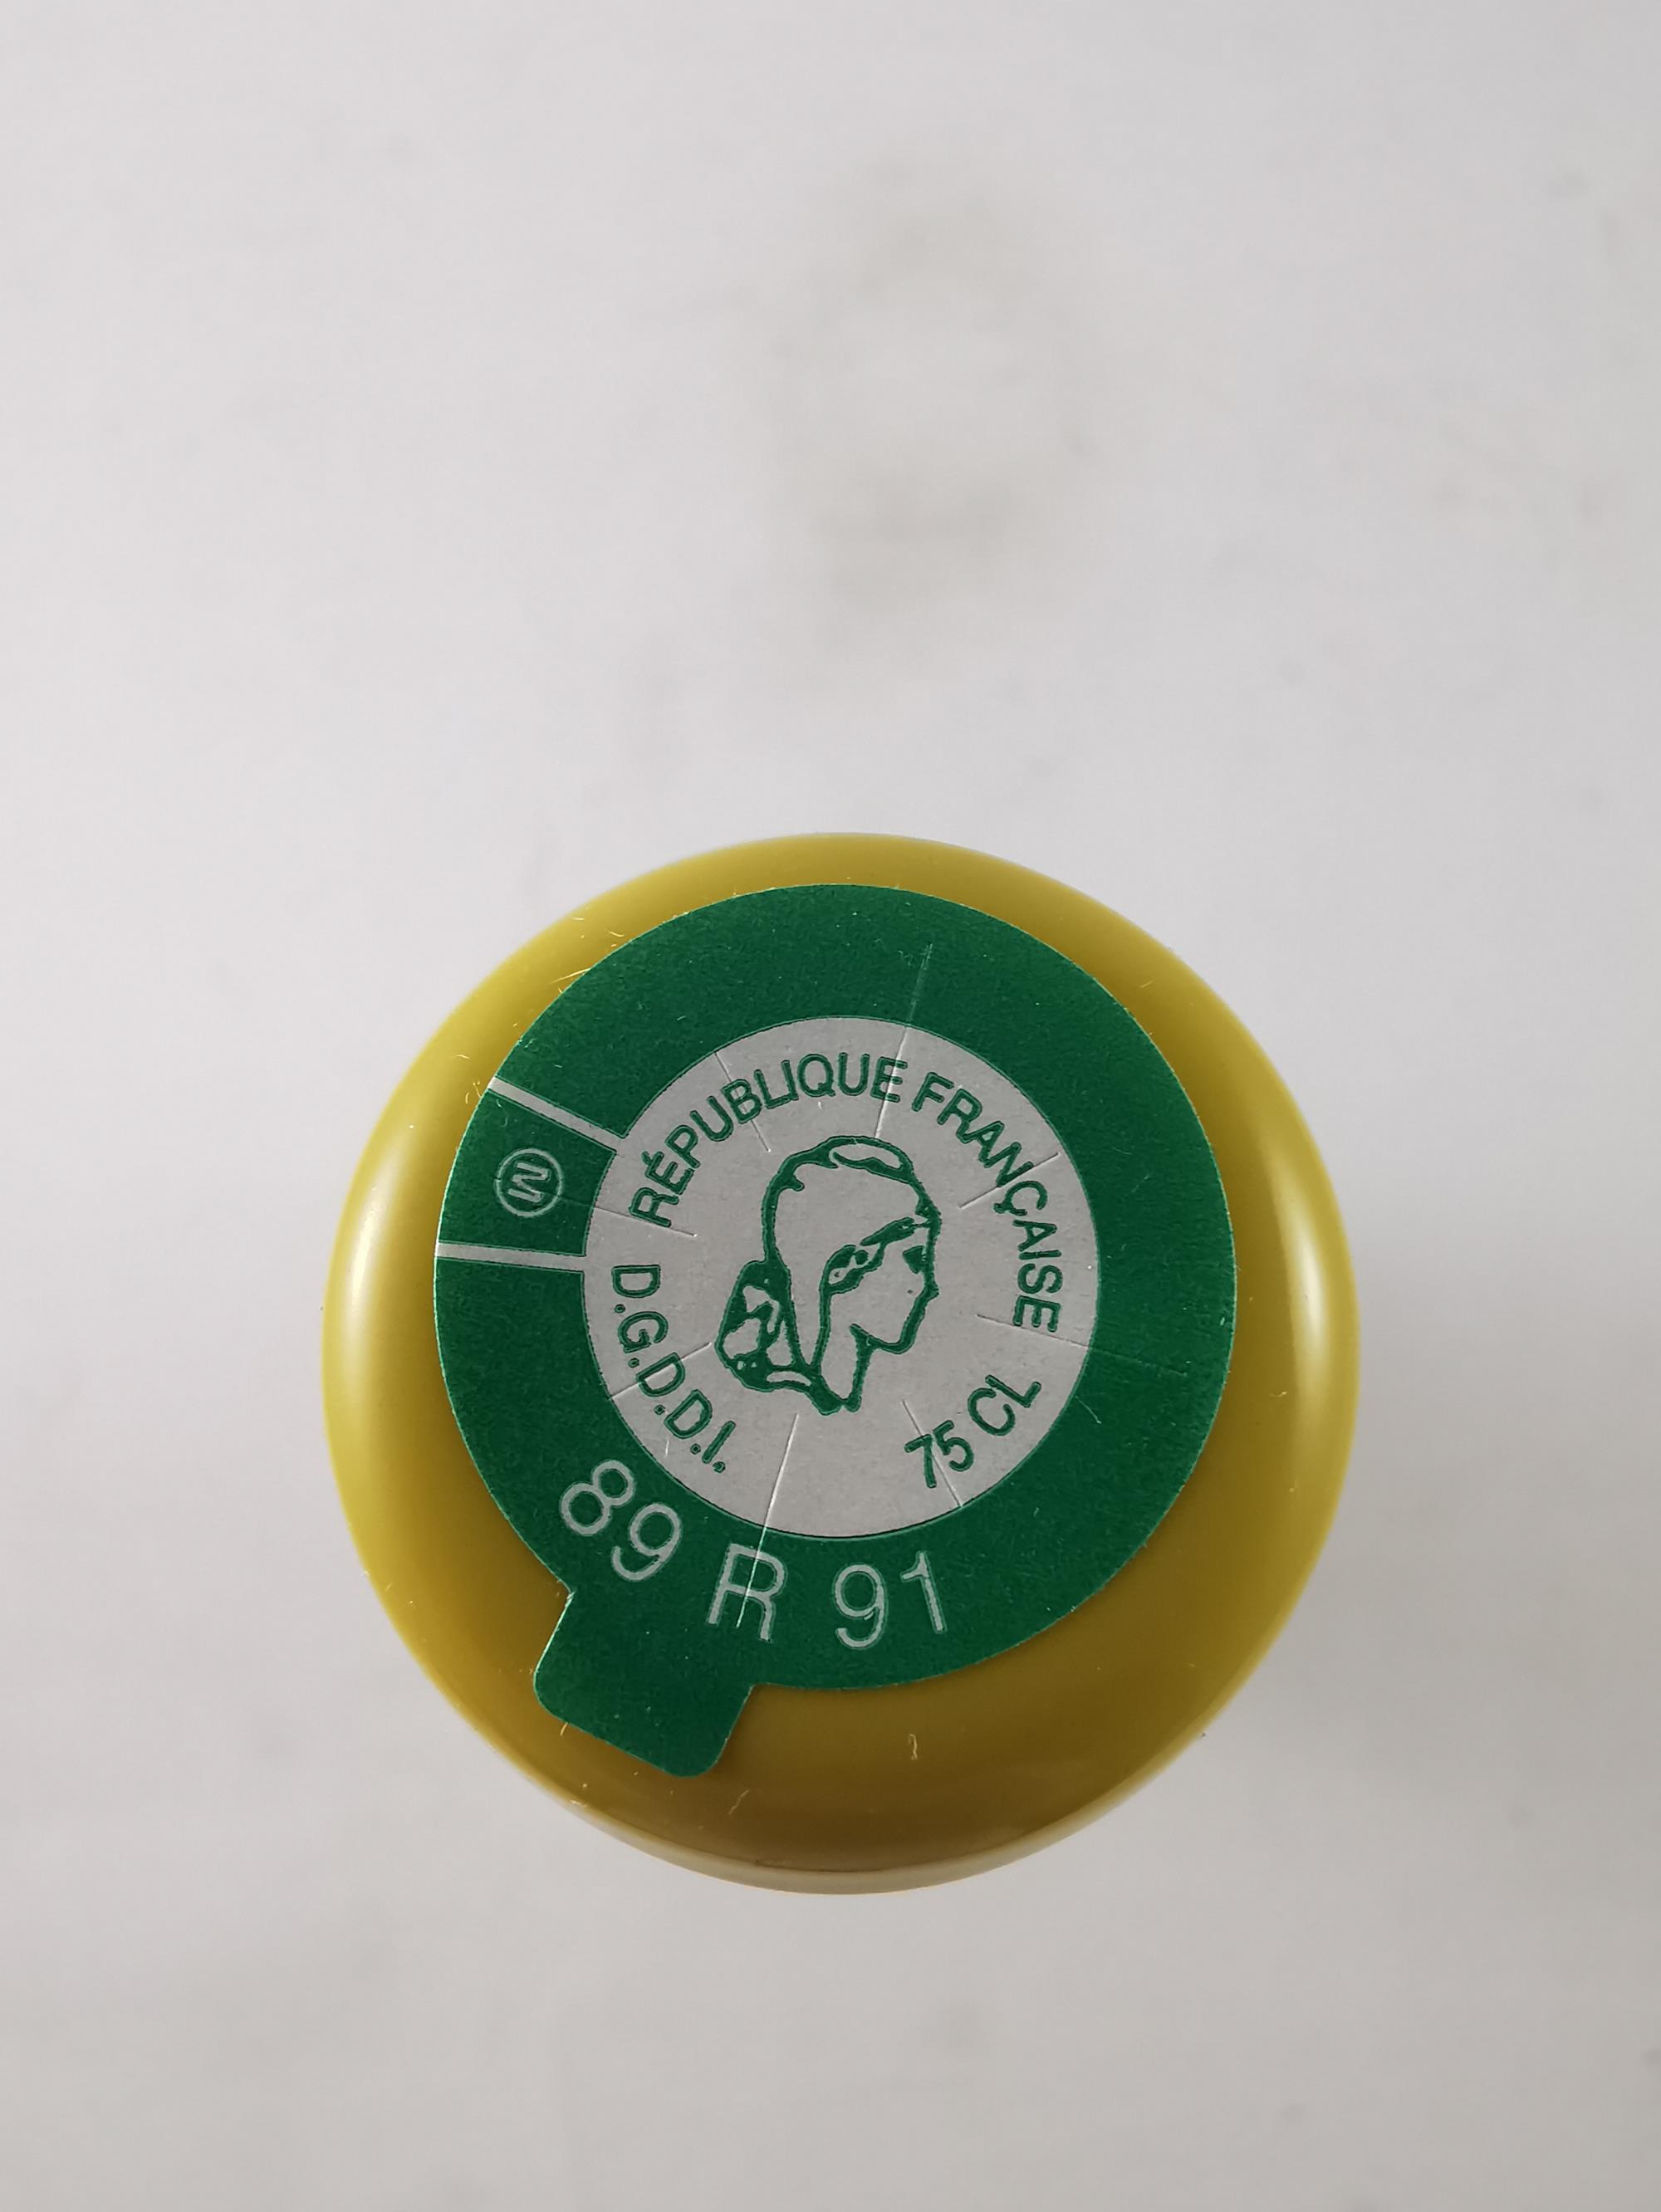 RÉPUBLIQUE FRANÇAISE
D.G.D.D.I.
75 CL
89 R 91